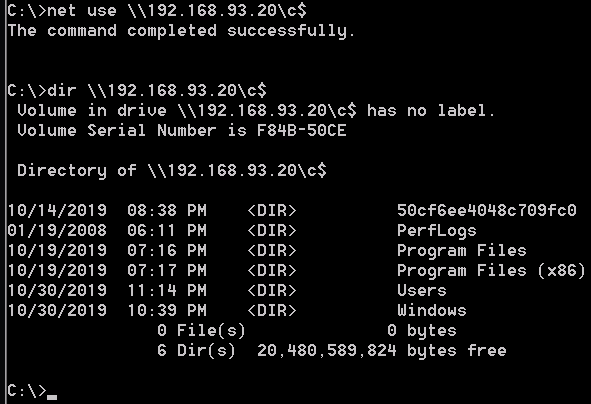 C:\>net use \\192.168.93.20\c$
The command completed successfully.
C:\>dir \\192.168.93.20\c$
Volume in drive \\192.168.93.20\c$ has no label.
Volume Serial Number is F84B-50CE
Directory of \\192.168.93.20\c$
10/14/2019  08:38 PM    <DIR>          50cf6ee4048c709fc0
01/19/2008  06:11 PM    <DIR>          PerfLogs
10/19/2019  07:16 PM    <DIR>          Program Files
10/19/2019  07:17 PM    <DIR>          Program Files (x86)
10/30/2019  11:14 PM    <DIR>          Users
10/30/2019  10:39 PM    <DIR>          Windows
0 File(s)              0 bytes
6 Dir(s)  20,480,589,824 bytes free
C:\>_